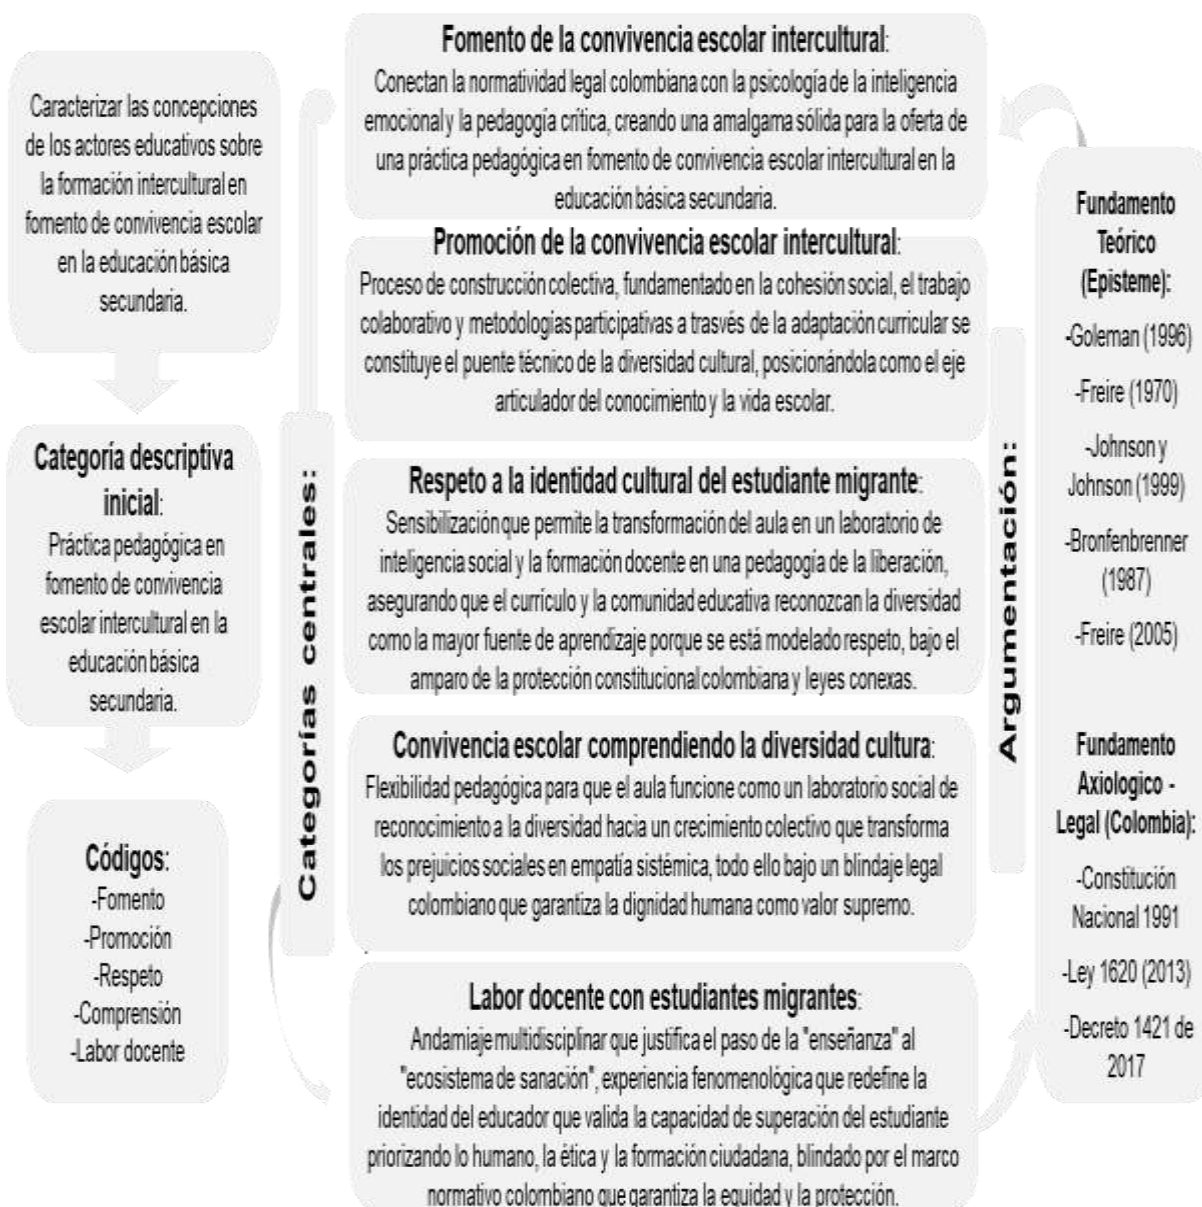 Caracterizar las concepciones
de los actores educativos sobre
la formación intercultural en
fomento de convivencia escolar
en la educación básica
secundaria.
Categoría descriptiva
inicial:
Práctica pedagógica en
fomento de convivencia
escolar intercultural en la
educación básica
secundaria.
Códigos:
-Fomento
-Promoción
-Respeto
-Comprensión
-Labor docente
Categorías centrales:
Fomento de la convivencia escolar intercultural:
Conectan la normatividad legal colombiana con la psicología de la inteligencia
emocional y la pedagogía crítica, creando una amalgama sólida para la oferta de
una práctica pedagógica en fomento de convivencia escolar intercultural en la
educación básica secundaria.
Promoción de la convivencia escolar intercultural:
Proceso de construcción colectiva, fundamentado en la cohesión social, el trabajo
colaborativo y metodologías participativas a través de la adaptación curricular se
constituye el puente técnico de la diversidad cultural, posicionándola como el eje
articulador del conocimiento y la vida escolar.
Respeto a la identidad cultural del estudiante migrante:
Sensibilización que permite la transformación del aula en un laboratorio de
inteligencia social y la formación docente en una pedagogía de la liberación,
asegurando que el currículo y la comunidad educativa reconozcan la diversidad
como la mayor fuente de aprendizaje porque se está modelado respeto, bajo el
amparo de la protección constitucional colombiana y leyes conexas.
Convivencia escolar comprendiendo la diversidad cultura:
Flexibilidad pedagógica para que el aula funcione como un laboratorio social de
reconocimiento a la diversidad hacia un crecimiento colectivo que transforma
los prejuicios sociales en empatía sistémica, todo ello bajo un blindaje legal
colombiano que garantiza la dignidad humana como valor supremo.
.
Labor docente con estudiantes migrantes:
Andamiaje multidisciplinar que justifica el paso de la "enseñanza" al
"ecosistema de sanación", experiencia fenomenológica que redefine la
identidad del educador que valida la capacidad de superación del estudiante
priorizando lo humano, la ética y la formación ciudadana, blindado por el marco
normativo colombiano que garantiza la equidad y la protección.
Argumentación:
Fundamento
Teórico
(Episteme):
-Goleman (1996)
-Freire (1970)
-Johnson y
Johnson (1999)
-Bronfenbrenner
(1987)
-Freire (2005)
Fundamento
Axiologico -
Legal (Colombia):
-Constitución
Nacional 1991
-Ley 1620 (2013)
-Decreto 1421 de
2017